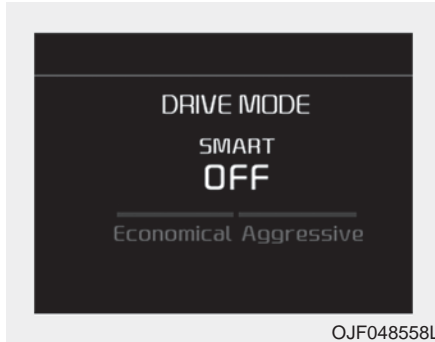 DRIVE MODE
SMART
OFF
Economical Aggressive
OJF048558L